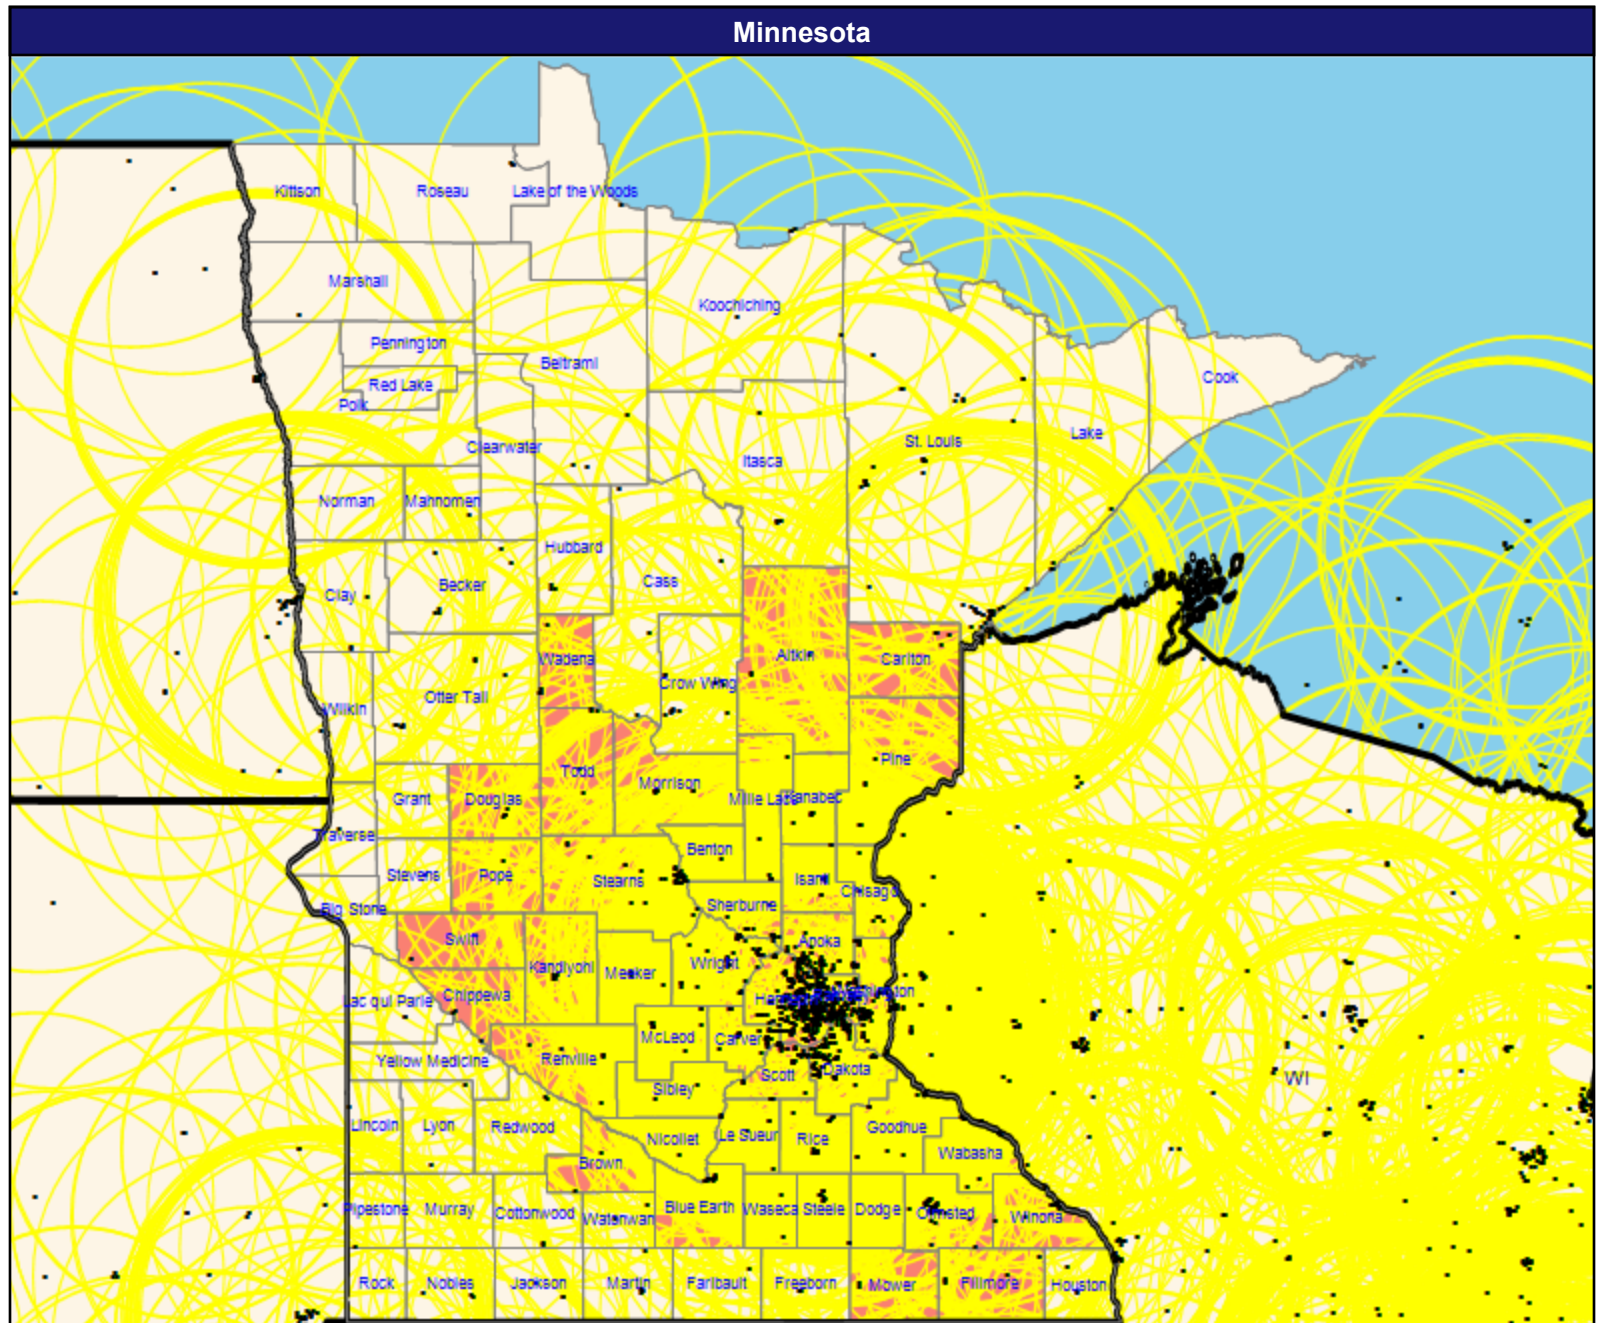 Minnesota
Kittson
Roseau
Lake of the Woods
Marshall
Koochiching
Pennington
Beltrami
Red Lake
Cook
Polk
Clearwater
St. Louis
Lake
Itasca
Norman
Mahnomen
Hubbard
Cass
Becker
Clay
Wadena
Aitkin
Carlton
Crow Wing
Otter Tail
Wilkin
Pine
Todd
Morrison
Grant
Douglas
Mille Lacs
Kanabec
Traverse
Benton
Stevens
Pope
Stearns
Isanti
Chisago
Big Stone
Sherburne
Swift
Anoka
Kandiyohi
Meeker
Wright
Lac qui Parle
Chippewa
McLeod
Carver
Yellow Medicine
Renville
Scott
Dakota
WI
Sibley
Lincoln
Lyon
Redwood
Nicollet
Le Sueur
Rice
Goodhue
Wabasha
Brown
Pipestone
Murray
Cottonwood
Watonwan
Blue Earth
Waseca
Steele
Dodge
Olmsted
Winona
Rock
Nobles
Jackson
Martin
Faribault
Freeborn
Mower
Fillmore
Houston